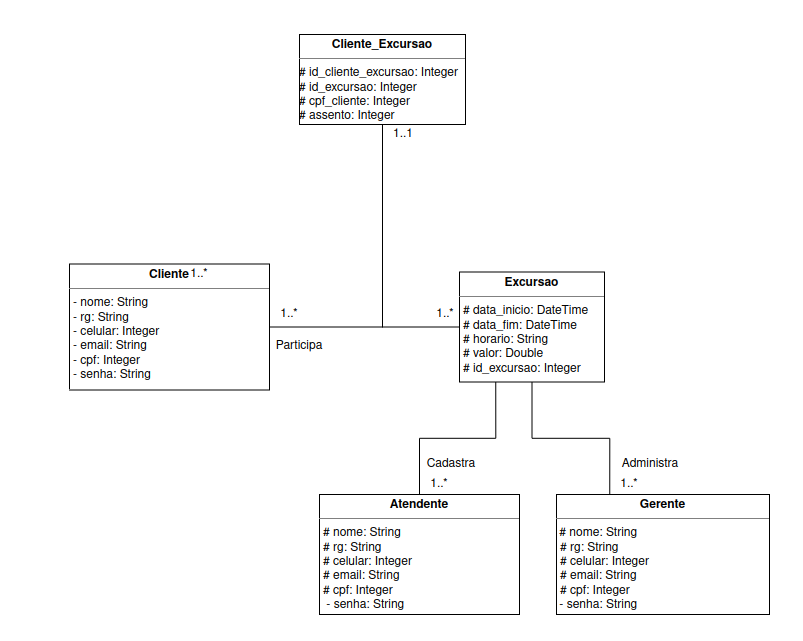 Cliente_Excursao
# id_cliente_excursao: Integer
# id_excursao: Integer
# cpf_cliente: Integer
# assento: Integer
1..1
Cliente 1..*
- nome: String
- rg: String
- celular: Integer
- email: String
- cpf: Integer
- senha: String
1..*
Participa
1..*
Excursao
# data_inicio: DateTime
# data_fim: DateTime
# horario: String
# valor: Double
# id_excursao: Integer
Cadastra
1..*
Administra
1..*
Atendente
# nome: String
# rg: String
# celular: Integer
# email: String
# cpf: Integer
- senha: String
Gerente
# nome: String
# rg: String
# celular: Integer
# email: String
# cpf: Integer
- senha: String